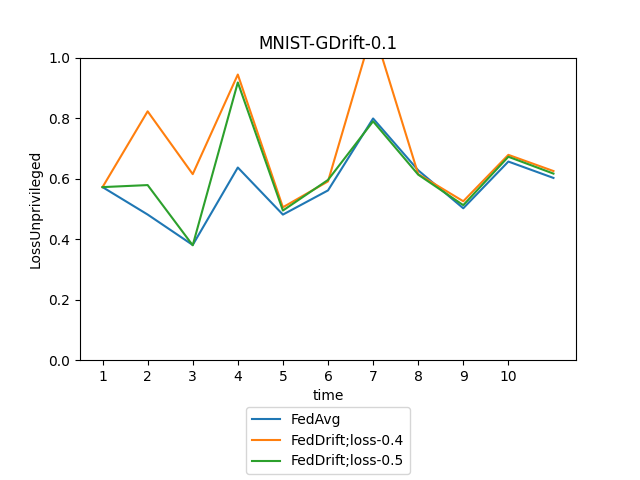 MNIST-GDrift-0.1
1.0
0.8
0.6
0.4
0.2
0.0
LossUnprivileged
1 2 3 4 5 6 7 8 9 10
time
FedAvg
FedDrift;loss-0.4
FedDrift;loss-0.5